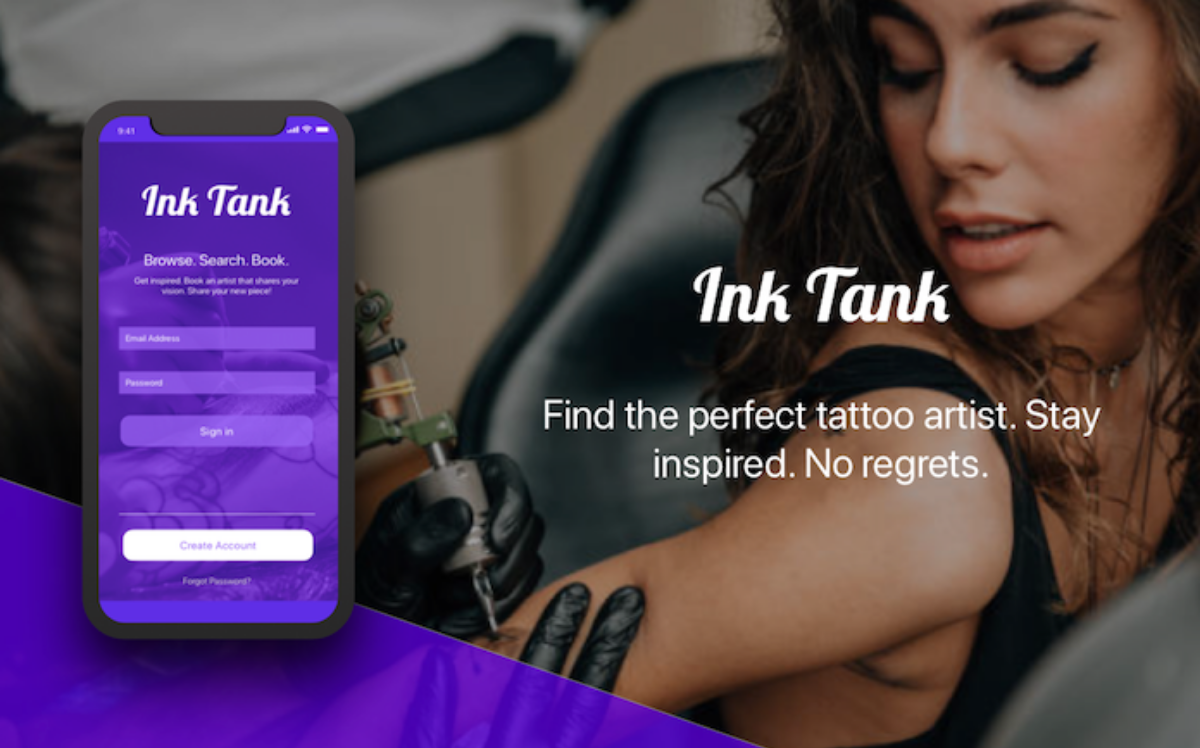 9:41
Ink Tank
Browse. Search. Book.
Get inspired. Book an artist that shares your
vision. Share your new piece!
Email Address
Password
Sign in
Create Account
Forgot Password?
Ink Tank
Find the perfect tattoo artist. Stay
inspired. No regrets.